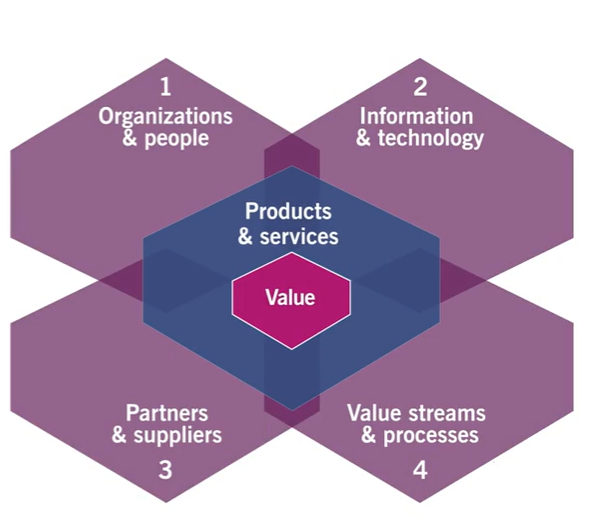 1
Organizations
& people
2
Information
& technology
Products
& services
Value
Partners
& suppliers
3
Value streams
& processes
4